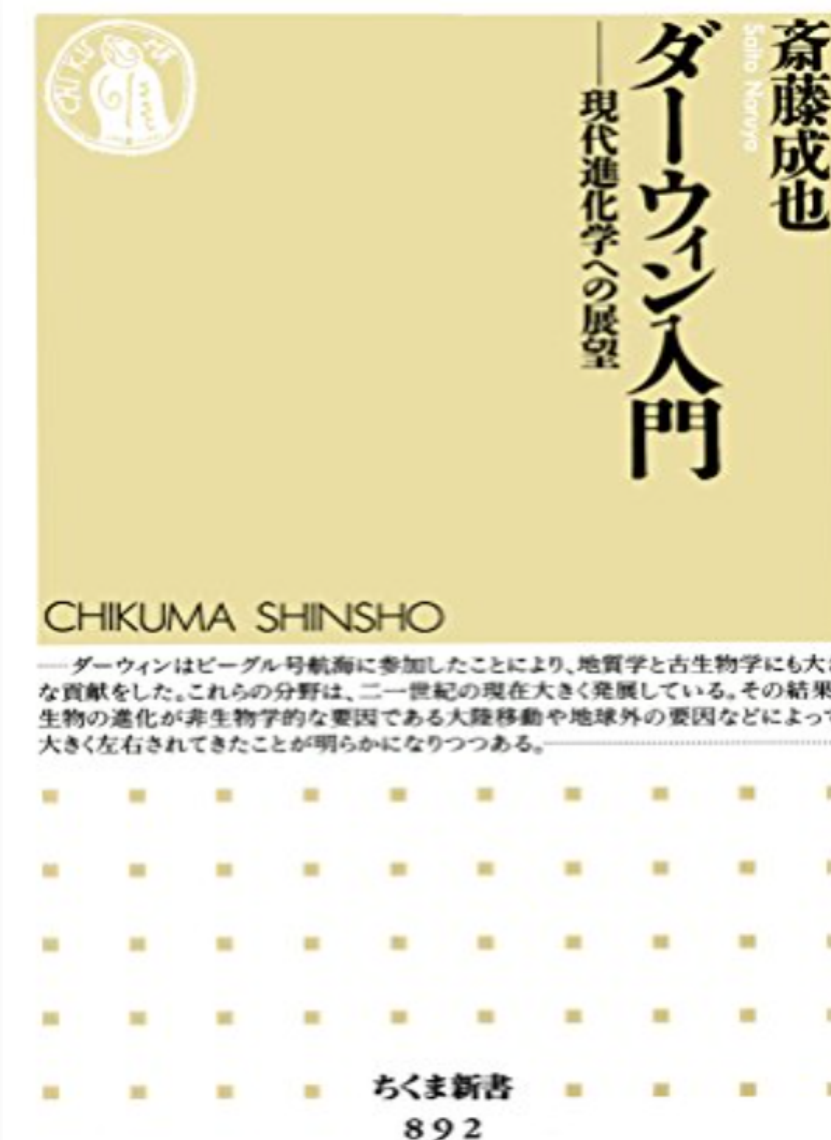 斎藤成也
Saito Naruya
ダーウィン入門
──現代進化学への展望
CHIKUMA
CHIKUMA SHINSHO
──ダーウィンはビーグル号航海に参加したことにより、地質学と古生物学にも大き
な貢献をした。これらの分野は、二一世紀の現在大きく発展している。その結果
生物の進化が非生物学的な要因である大陸移動や地球外の要因などによって
大きく左右されてきたことが明らかになりつつある。
ちくま新書
892